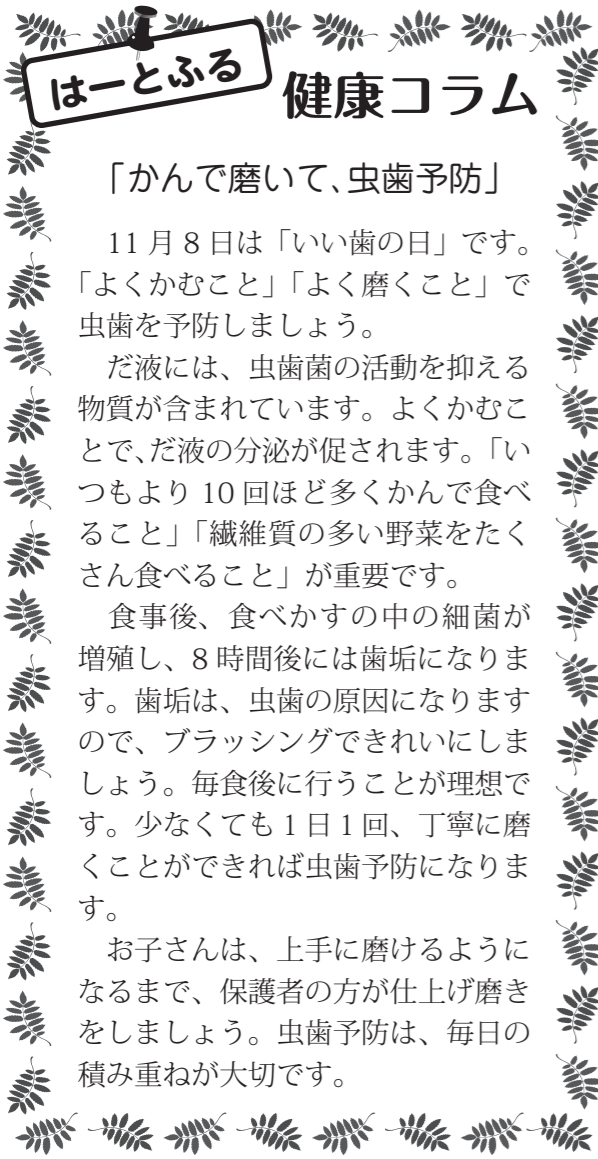 はーとふる
健康コラム
「かんで磨いて、虫歯予防」
11 月 8 日は「いい歯の日」です。
「よくかむこと」「よく磨くこと」で
虫歯を予防しましょう。
だ液には、虫歯菌の活動を抑える
物質が含まれています。よくかむこ
とで、だ液の分泌が促されます。「い
つもより 10 回ほど多くかんで食べ
ること」「繊維質の多い野菜をたく
さん食べること」が重要です。
食事後、食べかすの中の細菌が
増殖し、8 時間後には歯垢になりま
す。歯垢は、虫歯の原因になります
ので、ブラッシングできれいにしま
しょう。毎食後に行うことが理想で
す。少なくても 1 日 1 回、丁寧に磨
くことができれば虫歯予防になりま
す。
お子さんは、上手に磨けるように
なるまで、保護者の方が仕上げ磨き
をしましょう。虫歯予防は、毎日の
積み重ねが大切です。